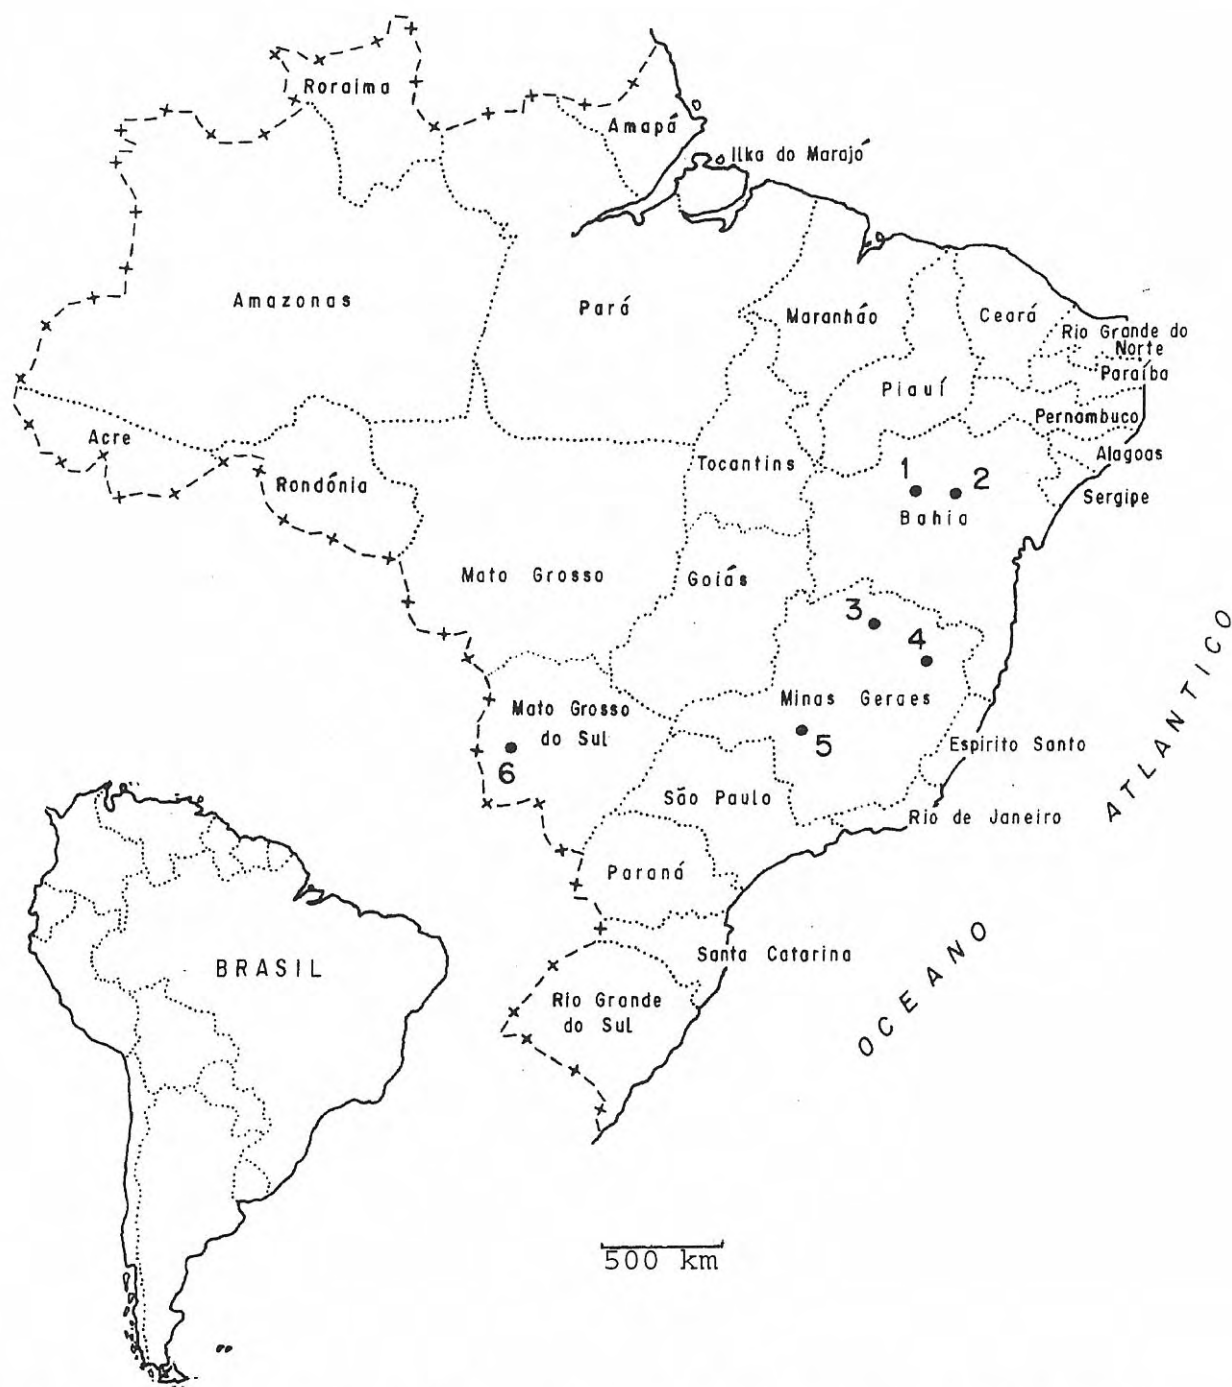 Roraima
Amapá
Ilka do Marajó
Amazonas
Pará
Maranháo
Ceará
Rio Grande do
Norte
Paraíba
Piauí
Pernambuco
Acre
Rondónia
Tocantins
Alagoas
1
2
Sergipe
Bahia
Mato Grosso
Goiás
3
4
Minas Geraes
Mato Grosso
do Sul
5
6
Espirito Santo
São Paulo
Rio de Janeiro
Paraná
Santa Catarina
Rio Grande
do Sul
OCEANO ATLANTICO
BRASIL
500 km